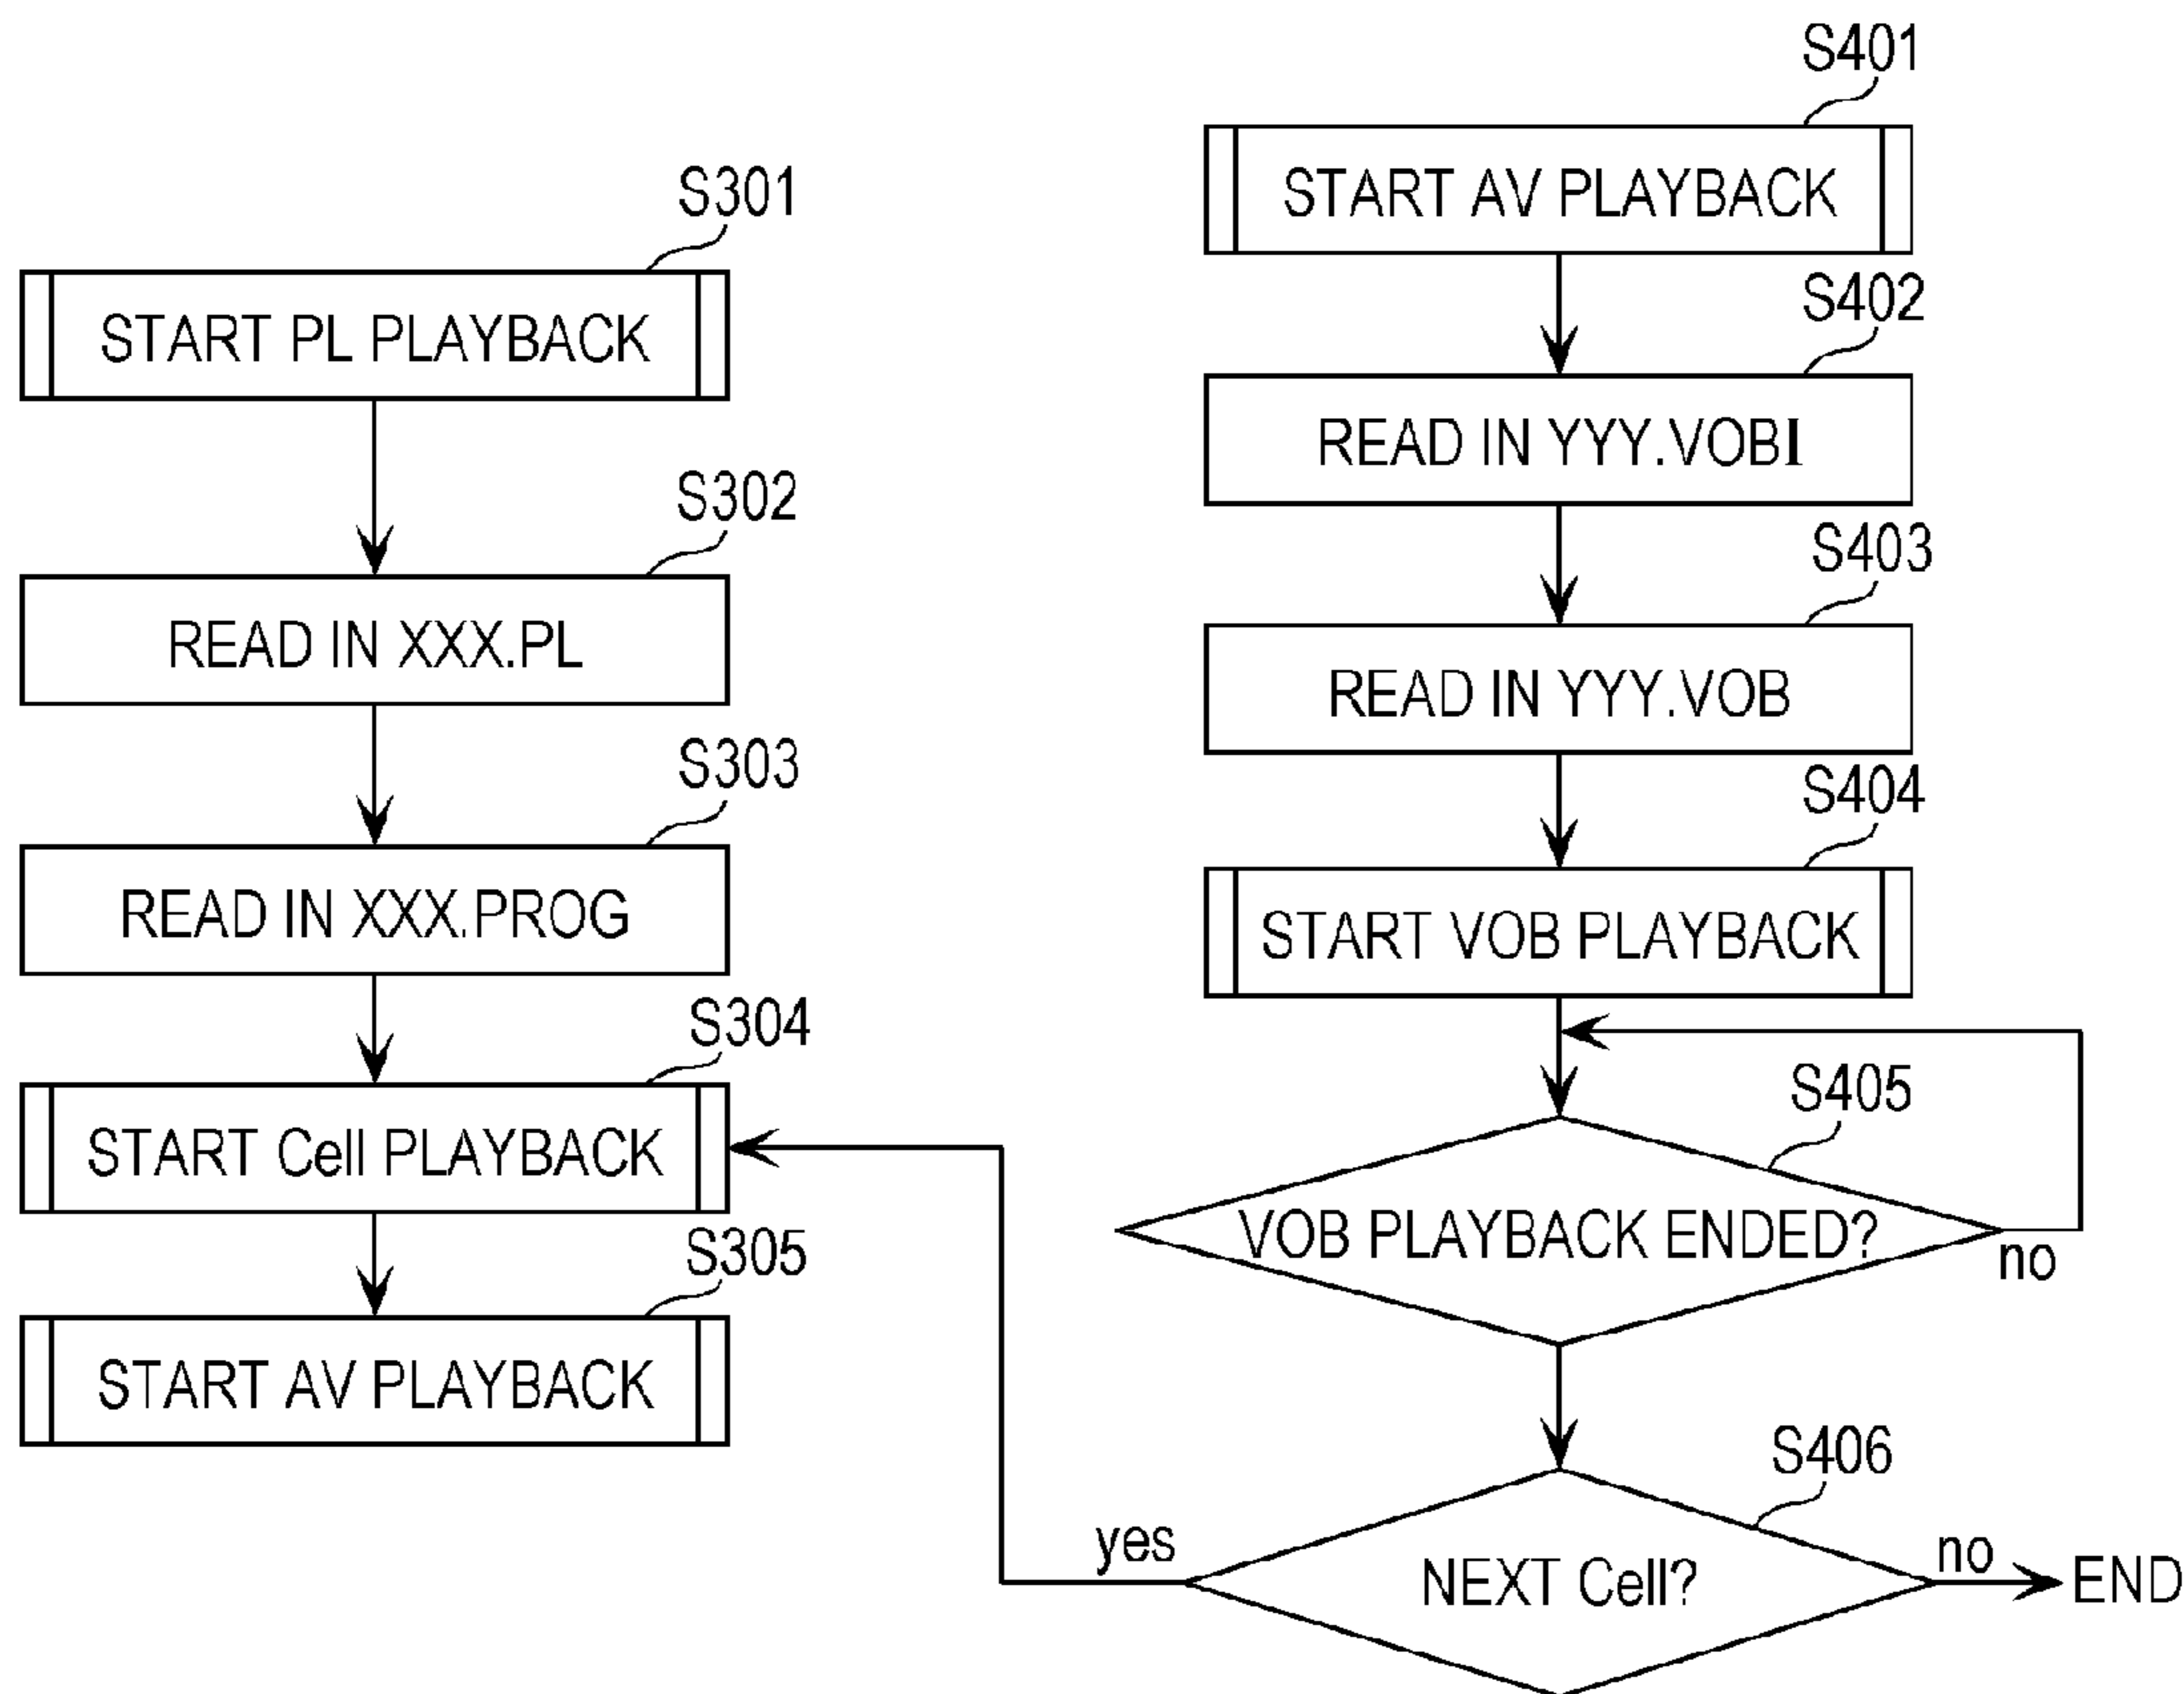 S301
START PL PLAYBACK
S302
READ IN XXX.PL
S303
READ IN XXX.PROG
S304
START Cell PLAYBACK
S305
START AV PLAYBACK
S401
START AV PLAYBACK
S402
READ IN YYY.VOBI
S403
READ IN YYY.VOB
S404
START VOB PLAYBACK
S405
VOB PLAYBACK ENDED?
no
S406
NEXT Cell?
yes
no
END